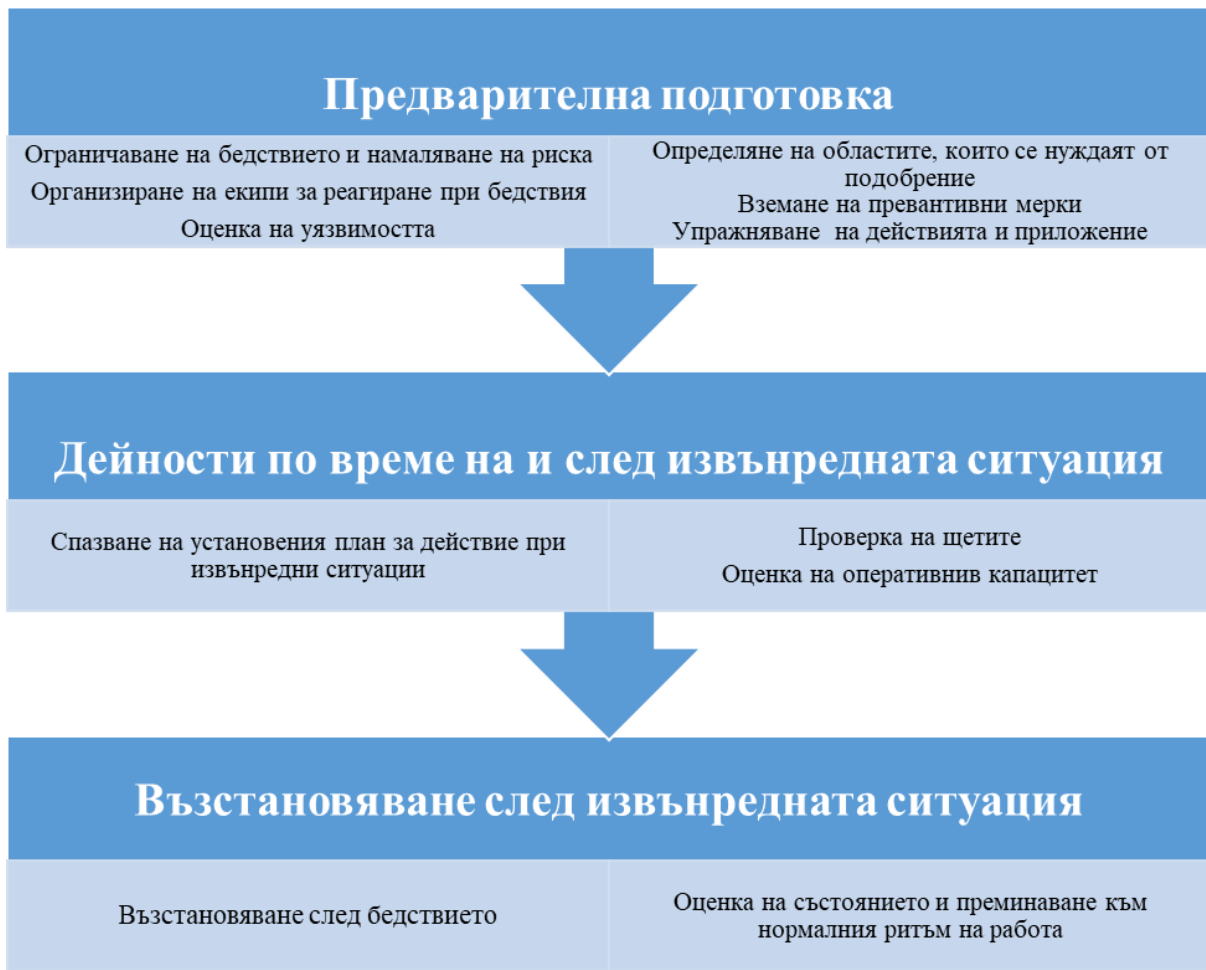 Предварителна подготовка
Ограничаване на бедствието и намаляване на риска
Организиране на екипи за реагиране при бедствия
Оценка на уязвимостта
Определяне на областите, които се нуждаят от
подобрение
Вземане на превантивни мерки
Упражняване на действията и приложение
Дейности по време на и след извънредната ситуация
Спазване на установения план за действие при
извънредни ситуации
Проверка на щетите
Оценка на оперативнив капацитет
Възстановяване след извънредната ситуация
Възстановяване след бедствието
Оценка на състоянието и преминаване към
нормалния ритъм на работа